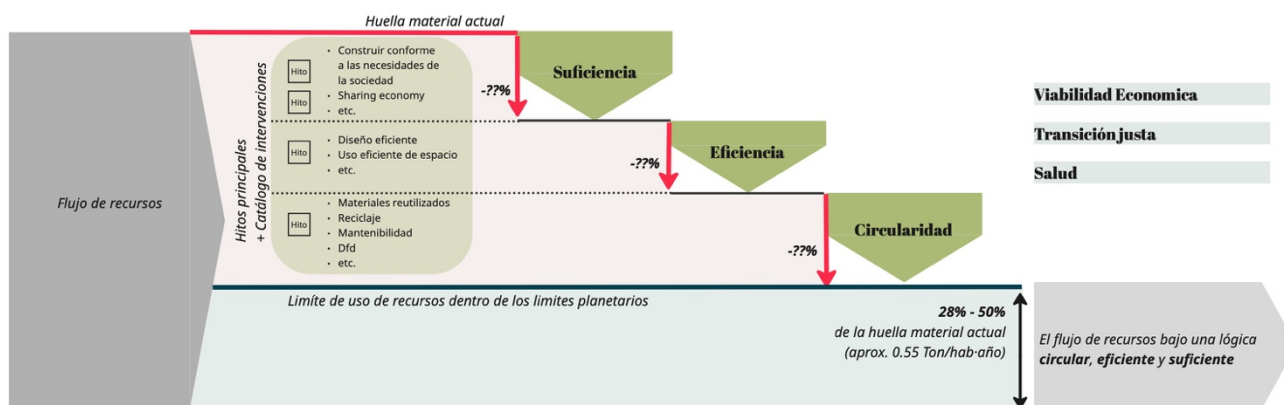 Huella material actual
Flujo de recursos
Hitos principales
+ Catálogo de intervenciones
Hito
Hito
Hito
Hito
· Construir conforme
a las necesidades de
la sociedad
· Sharing economy
· etc.
· Diseño eficiente
· Uso eficiente de espacio
· etc.
· Materiales reutilizados
· Reciclaje
· Mantenibilidad
· Dfd
· etc.
-??%
Suficiencia
-??%
Eficiencia
-??%
Circularidad
Viabilidad Economica
Transición justa
Salud
Limíte de uso de recursos dentro de los limites planetarios
28% - 50%
de la huella material actual
(aprox. 0.55 Ton/hab·año)
El flujo de recursos bajo una lógica
circular, eficiente y suficiente